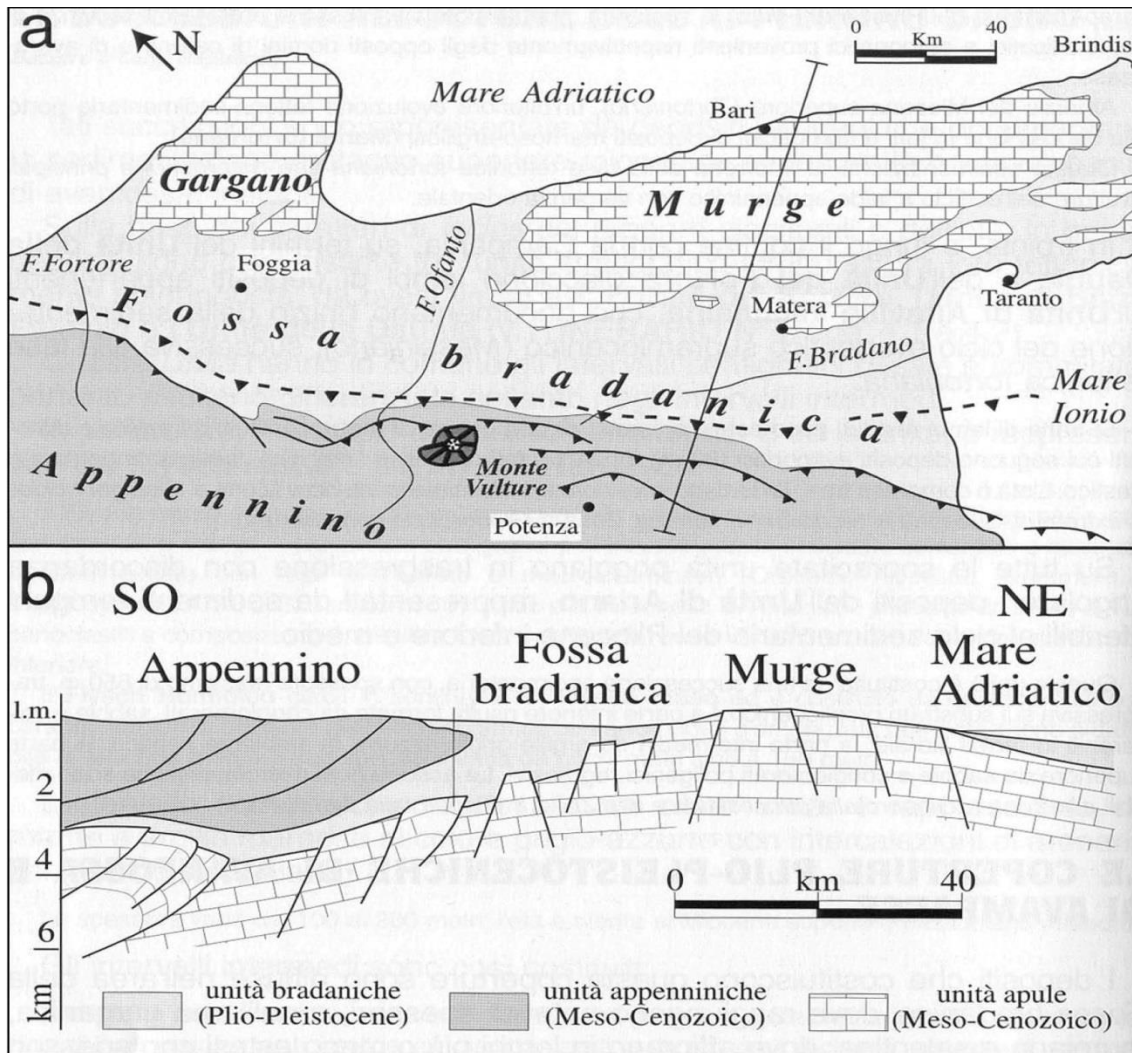 a
N
Km
0 40
Brindisi
Mare Adriatico
Bari
Gargano
Murge
F.Fortore
Foggia
F.Ofanto
Taranto
Matera
F.Bradano
Fossa bradanica
Mare
Ionio
Appennino
Monte
Vulture
Potenza
b
SO
NE
Appennino
Fossa
bradanica
Murge
Mare
Adriatico
l.m.
2
4
6
km
0 40
km
unità bradaniche
(Plio-Pleistocene)
unità appenniniche
(Meso-Cenozoico)
unità apule
(Meso-Cenozoico)